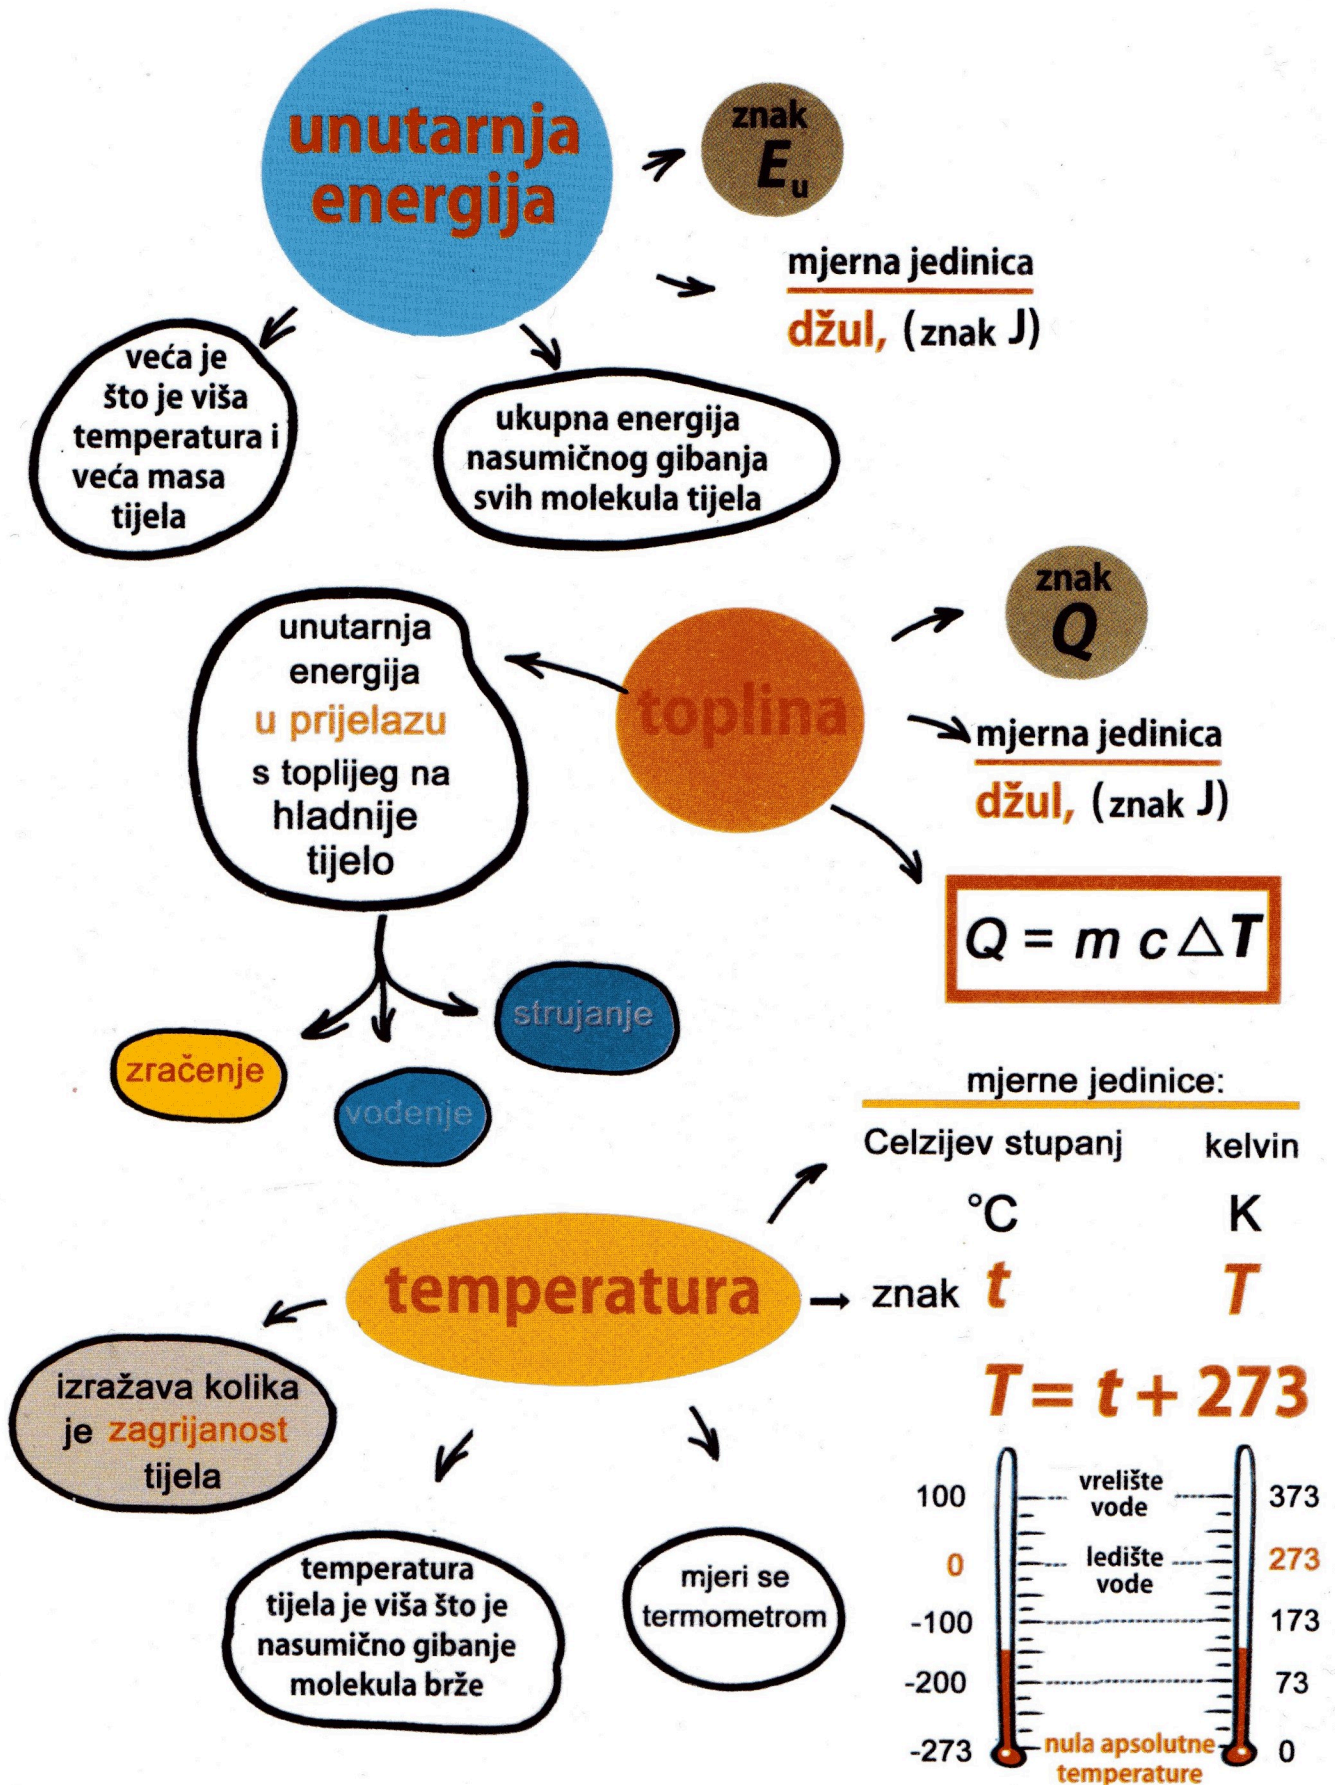 unutarnja
energija
znak
Eu
mjerna jedinica
džul, (znak J)
veća je
što je viša
temperatura i
veća masa
tijela
ukupna energija
nasumičnog gibanja
svih molekula tijela
unutarnja
energija
u prijelazu
s toplijeg na
hladnije
tijelo
toplina
znak
Q
mjerna jedinica
džul, (znak J)
Q = m c △T
zračenje
vođenje
strujanje
mjerne jedinice:
Celzijev stupanj kelvin
°C K
temperatura
znak t T
T = t + 273
izražava kolika
je zagrijanost
tijela
temperatura
tijela je viša što je
nasumično gibanje
molekula brže
mjeri se
termometrom
100 vrelište vode 373
0 ledište vode 273
-100 173
-200 73
-273 nula apsolutne temperature 0